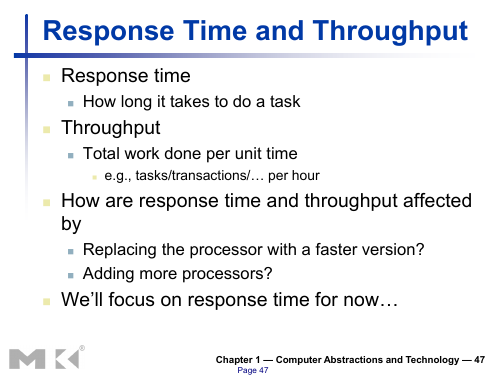 Response Time and Throughput
Response time
How long it takes to do a task
Throughput
Total work done per unit time
e.g., tasks/transactions/… per hour
How are response time and throughput affected
by
Replacing the processor with a faster version?
Adding more processors?
We’ll focus on response time for now…
MK®
Chapter 1 — Computer Abstractions and Technology — 47
Page 47